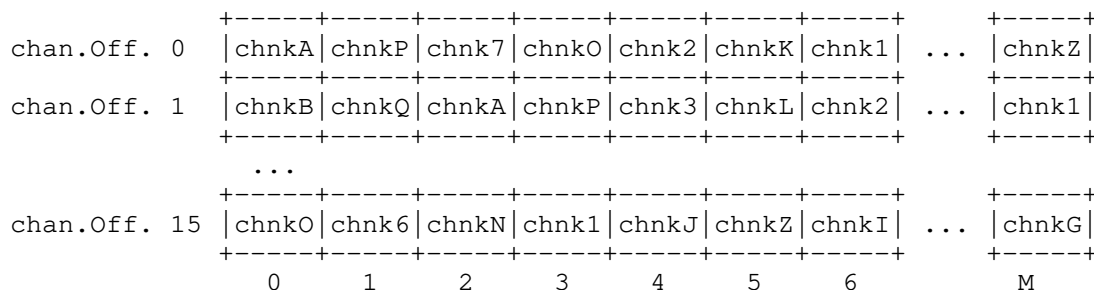 +-----+-----+-----+-----+-----+-----+-----+     +-----+
chan.Off. 0    |chnkA|chnkP|chnk7|chnkO|chnk2|chnkK|chnk1| ... |chnkZ|
               +-----+-----+-----+-----+-----+-----+-----+     +-----+
chan.Off. 1    |chnkB|chnkQ|chnkA|chnkP|chnk3|chnkL|chnk2| ... |chnk1|
               +-----+-----+-----+-----+-----+-----+-----+     +-----+
                 ...
               +-----+-----+-----+-----+-----+-----+-----+     +-----+
chan.Off. 15   |chnkO|chnk6|chnkN|chnk1|chnkJ|chnkZ|chnkI| ... |chnkG|
               +-----+-----+-----+-----+-----+-----+-----+     +-----+
                  0     1     2     3     4     5     6          M